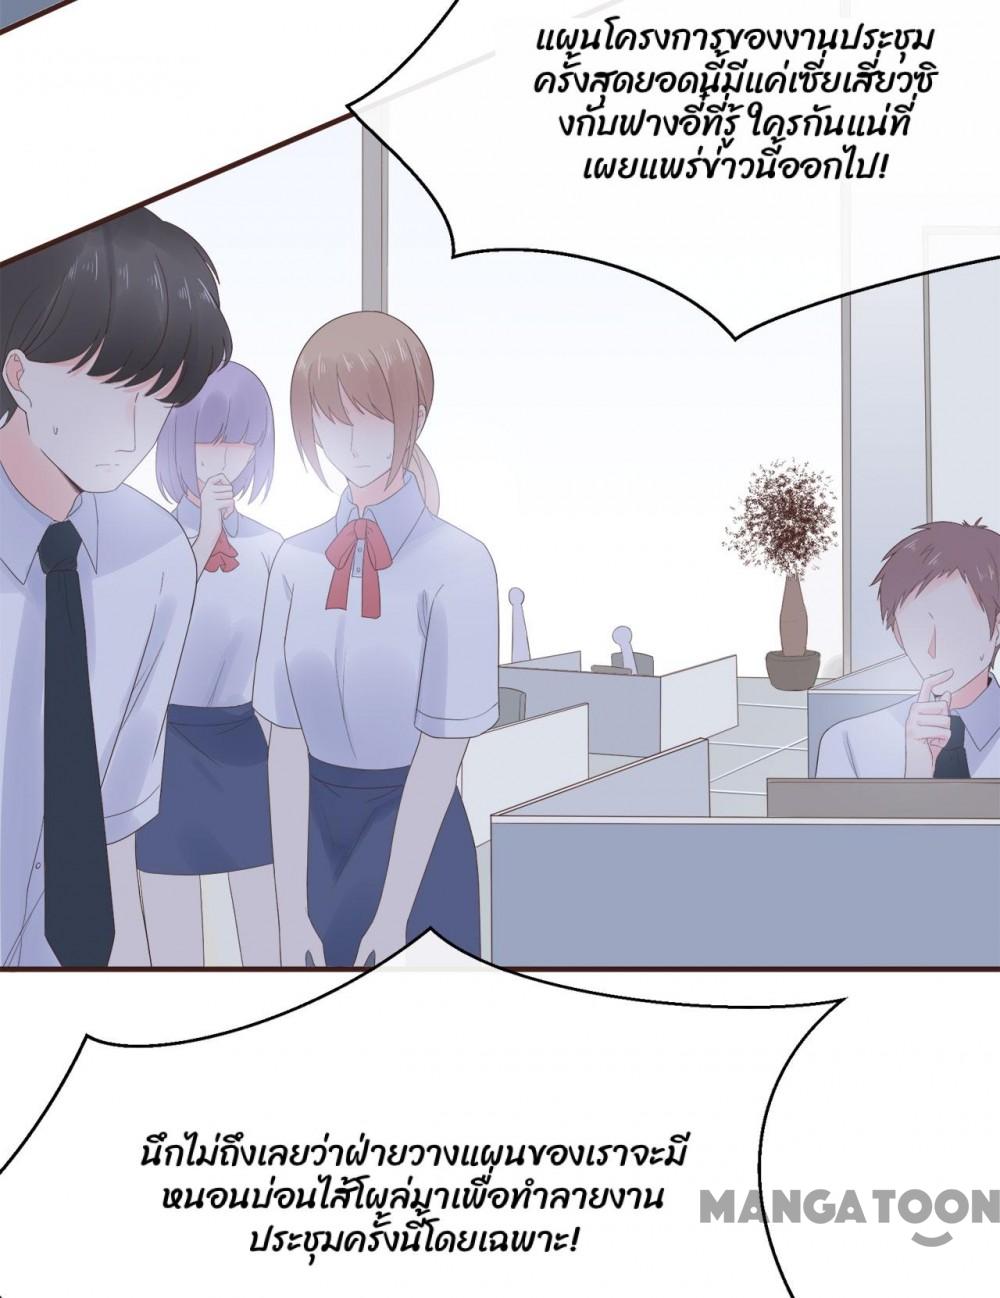 แผนโครงการของงานประชุม
ครั้งสุดยอดนี้มีแค่เซี่ยเสี่ยวซิ
งกับฟางอี๋ที่รู้ ใครกันแน่ที่
เผยแพร่ข่าวนี้ออกไป!
นึกไม่ถึงเลยว่าฝ่ายวางแผนของเราจะมี
หนอนบ่อนไส้โผล่มาเพื่อทำลายงาน
ประชุมครั้งนี้โดยเฉพาะ!
MANGATOON